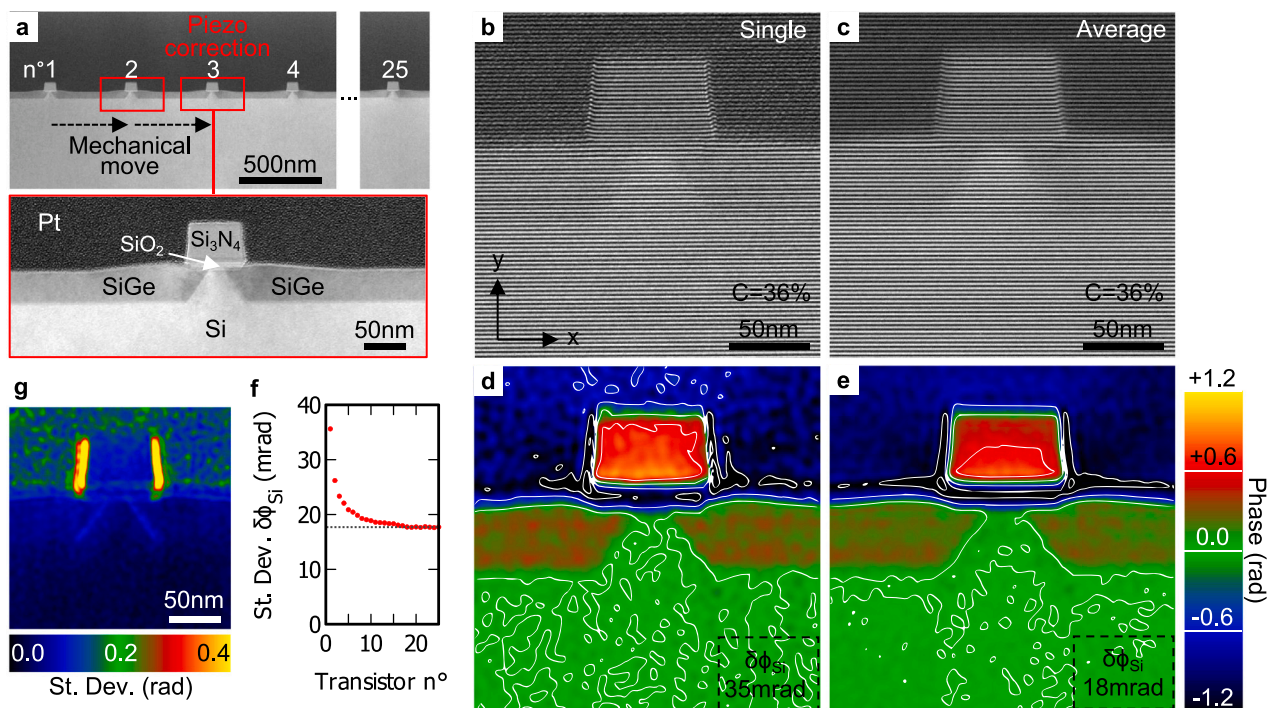 a
Piezo
correction
n°1
2
3
4
25
...
Mechanical
move
500nm
Pt
SiO2
Si3N4
SiGe
SiGe
Si
50nm
b
Single
y
x
C=36%
50nm
c
Average
C=36%
50nm
g
50nm
0.0 0.2 0.4
St. Dev. (rad)
f
St. Dev. δϕSi (mrad)
40
30
20
10
0
0 10 20
Transistor n°
d
δϕSi
35mrad
e
δϕSi
18mrad
+1.2
+0.6
0.0
-0.6
-1.2
Phase (rad)